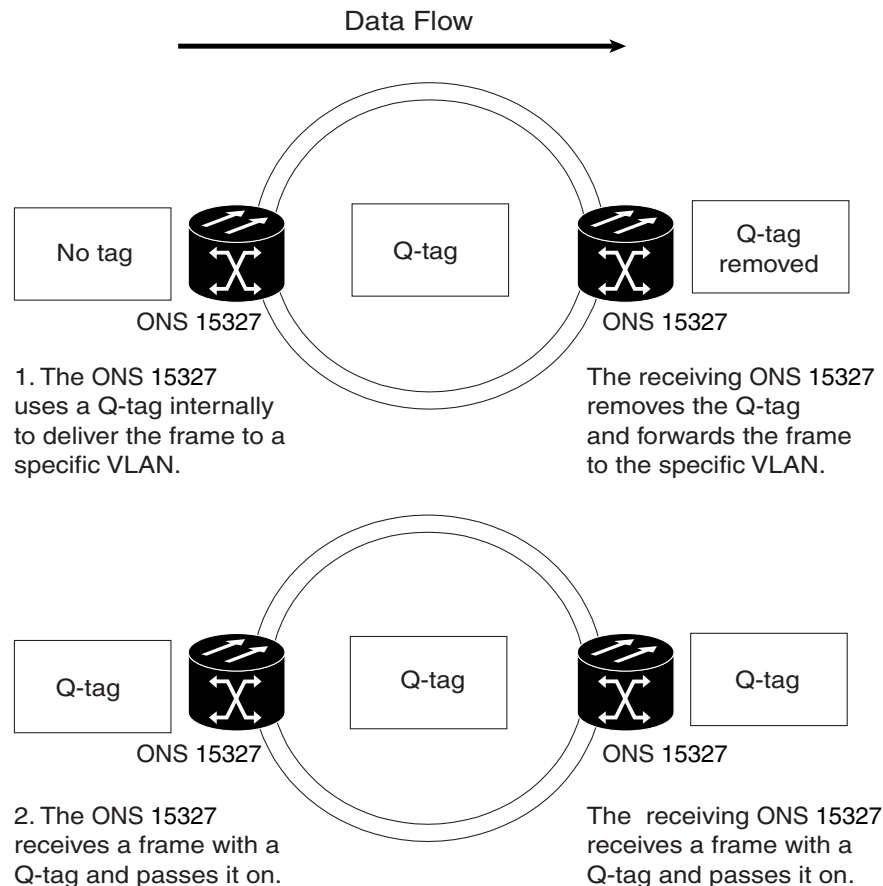 Data Flow
No tag
Q-tag
Q-tag
removed
ONS 15327
ONS 15327
1. The ONS 15327
uses a Q-tag internally
to deliver the frame to a
specific VLAN.
The receiving ONS 15327
removes the Q-tag
and forwards the frame
to the specific VLAN.
Q-tag
Q-tag
Q-tag
ONS 15327
ONS 15327
2. The ONS 15327
receives a frame with a
Q-tag and passes it on.
The receiving ONS 15327
receives a frame with a
Q-tag and passes it on.